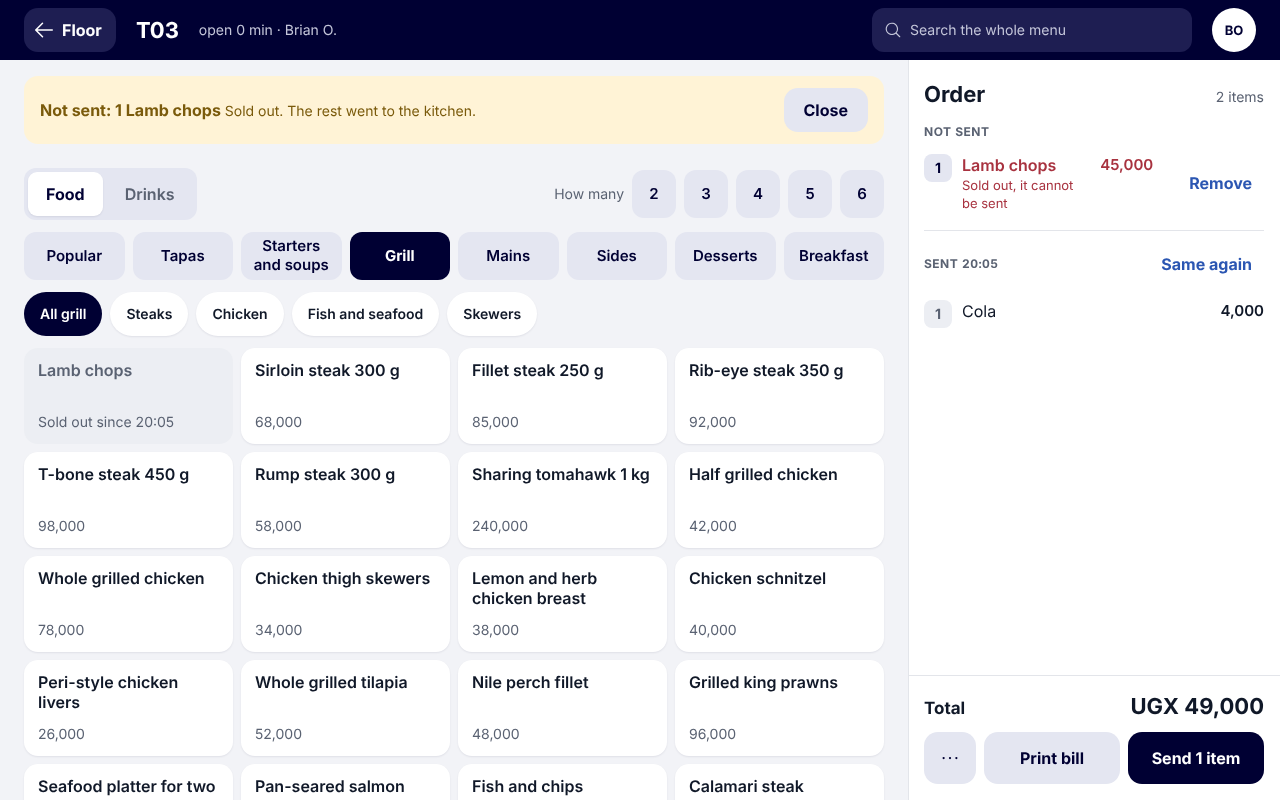 Floor
T03
open 0 min · Brian O.
Search the whole menu
BO
Not sent: 1 Lamb chops Sold out. The rest went to the kitchen.
Close
Food
Drinks
How many
2
3
4
5
6
Popular
Tapas
Starters
and soups
Grill
Mains
Sides
Desserts
Breakfast
All grill
Steaks
Chicken
Fish and seafood
Skewers
Lamb chops
Sold out since 20:05
Sirloin steak 300 g
68,000
Fillet steak 250 g
85,000
Rib-eye steak 350 g
92,000
T-bone steak 450 g
98,000
Rump steak 300 g
58,000
Sharing tomahawk 1 kg
240,000
Half grilled chicken
42,000
Whole grilled chicken
78,000
Chicken thigh skewers
34,000
Lemon and herb
chicken breast
38,000
Chicken schnitzel
40,000
Peri-style chicken
livers
26,000
Whole grilled tilapia
52,000
Nile perch fillet
48,000
Grilled king prawns
96,000
Seafood platter for two
Pan-seared salmon
Fish and chips
Calamari steak
Order
2 items
NOT SENT
1
Lamb chops
45,000
Sold out, it cannot
be sent
Remove
SENT 20:05
Same again
1
Cola
4,000
Total
UGX 49,000
···
Print bill
Send 1 item